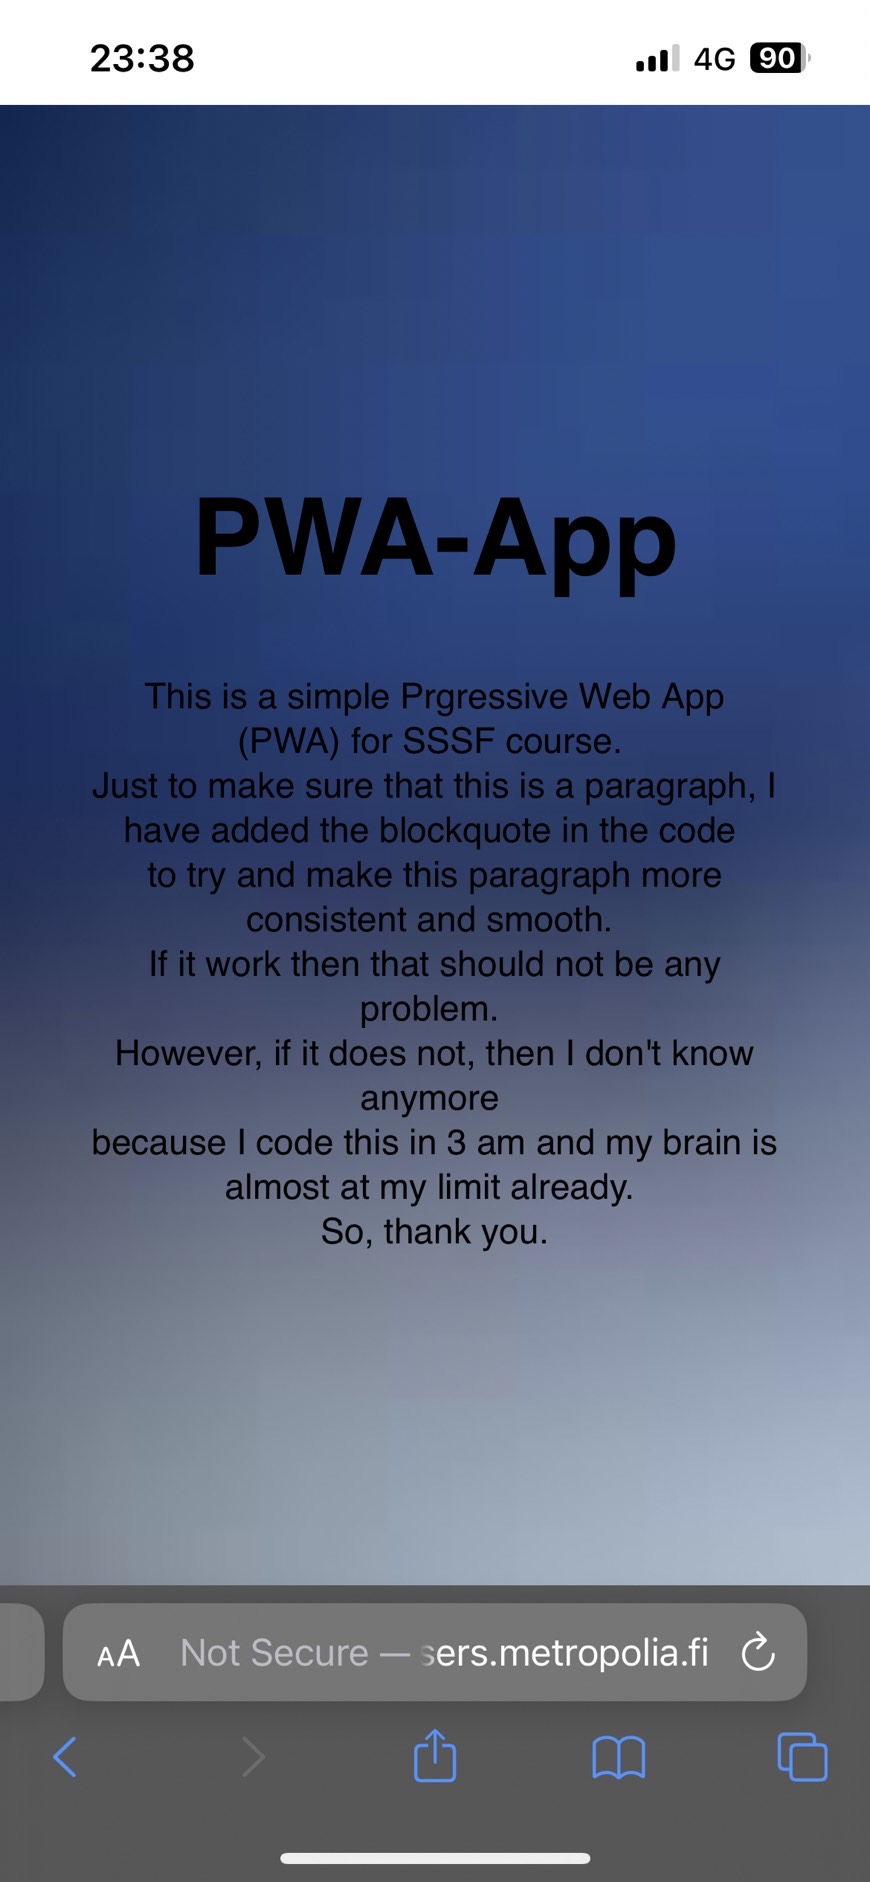 23:38
4G 90
PWA-App
This is a simple Prgressive Web App
(PWA) for SSSF course.
Just to make sure that this is a paragraph, I
have added the blockquote in the code
to try and make this paragraph more
consistent and smooth.
If it work then that should not be any
problem.
However, if it does not, then I don't know
anymore
because I code this in 3 am and my brain is
almost at my limit already.
So, thank you.
AA Not Secure — sers.metropolia.fi